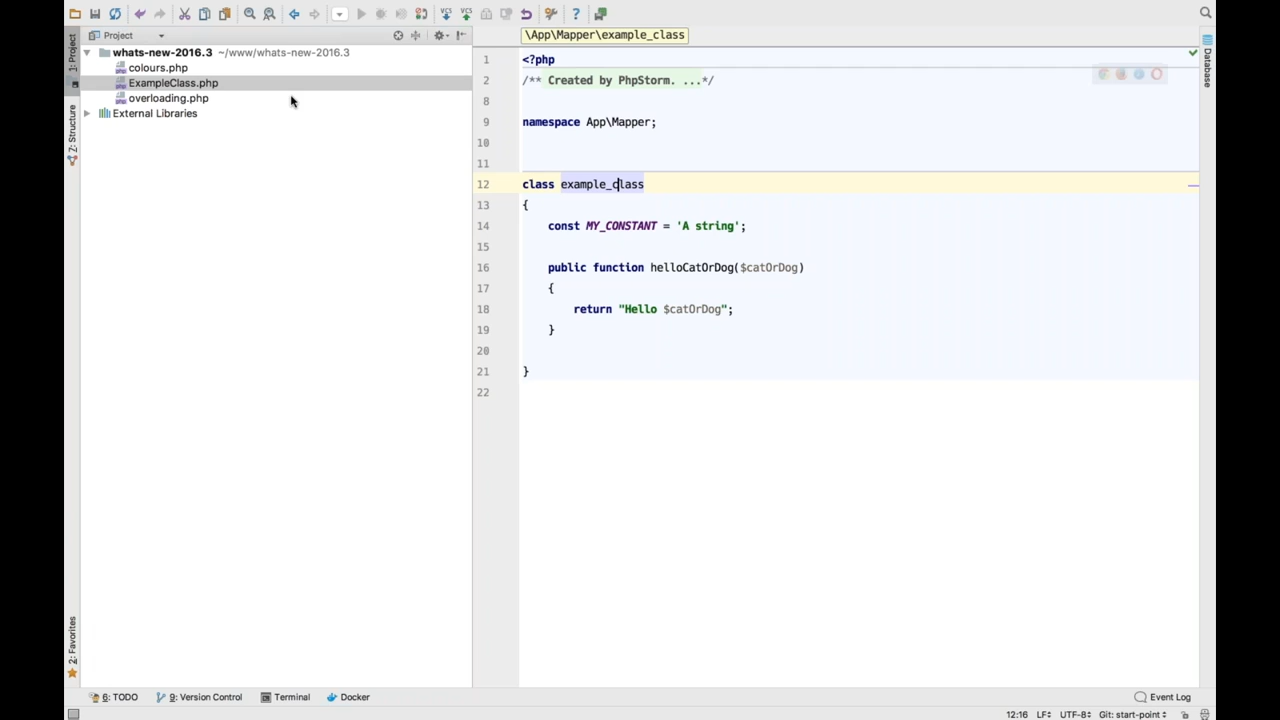 Project
\App\Mapper\example_class
1: Project
whats-new-2016.3 ~/www/whats-new-2016.3
colours.php
ExampleClass.php
overloading.php
External Libraries
Z: Structure
2: Favorites
Database
1 <?php
2 /** Created by PhpStorm. ...*/
8
9 namespace App\Mapper;
10
11
12 class example_class
13 {
14 const MY_CONSTANT = 'A string';
15
16 public function helloCatOrDog($catOrDog)
17 {
18 return "Hello $catOrDog";
19 }
20
21 }
22
6: TODO 9: Version Control Terminal Docker Event Log
12:16 LF÷ UTF-8÷ Git: start-point÷